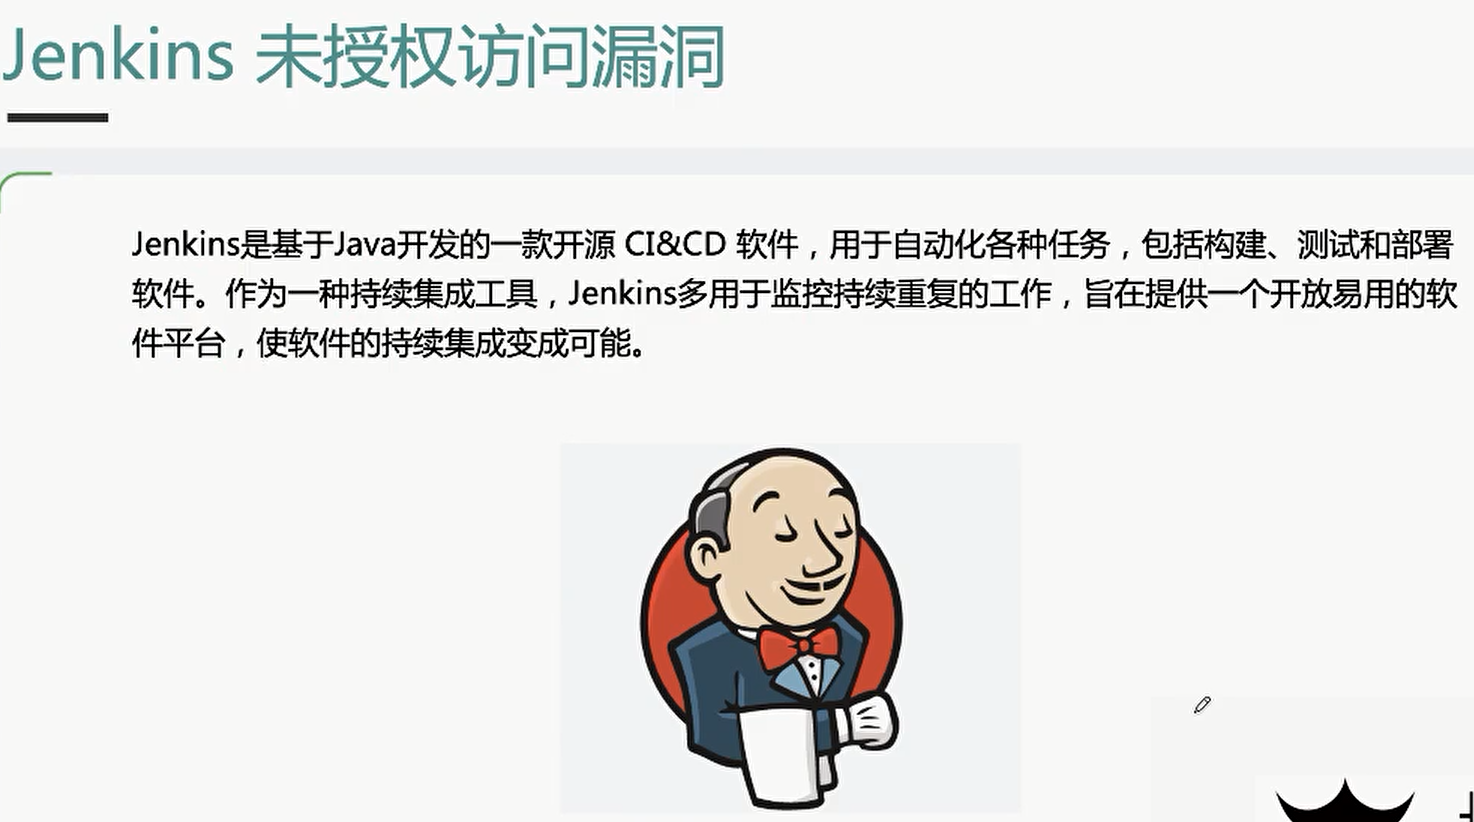 Jenkins 未授权访问漏洞
Jenkins是基于Java开发的一款开源 CI&CD 软件，用于自动化各种任务，包括构建、测试和部署
软件。作为一种持续集成工具，Jenkins多用于监控持续重复的工作，旨在提供一个开放易用的软
件平台，使软件的持续集成变成可能。